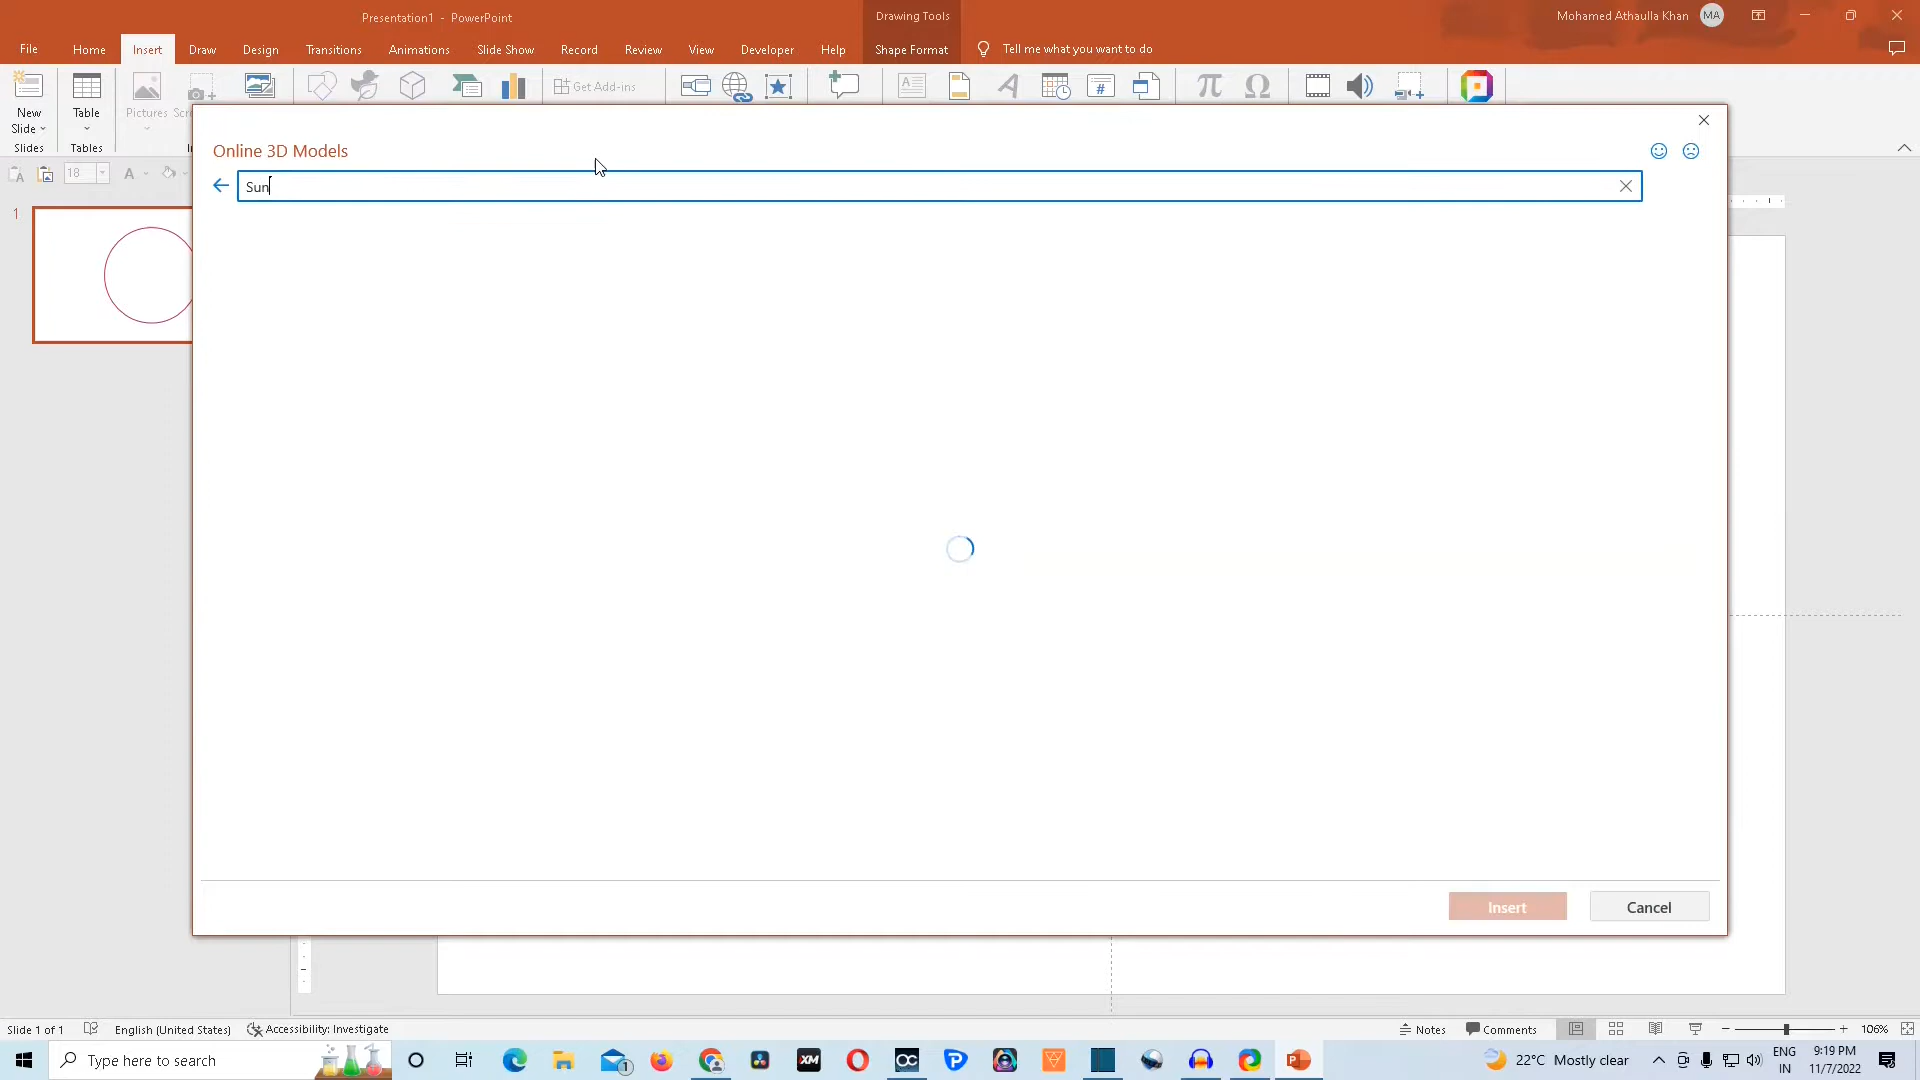 Presentation1 - PowerPoint
Drawing Tools
Mohamed Athaulla Khan MA
File Home Insert Draw Design Transitions Animations Slide Show Record Review View Developer Help Shape Format Tell me what you want to do
Get Add-ins
New Slide
Table
Pictures Scr
Slides Tables
18 A
Online 3D Models
Sun
1
Insert Cancel
Slide 1 of 1 English (United States) Accessibility: Investigate Notes Comments 106%
Type here to search
22°C Mostly clear
ENG
IN
9:19 PM
11/7/2022